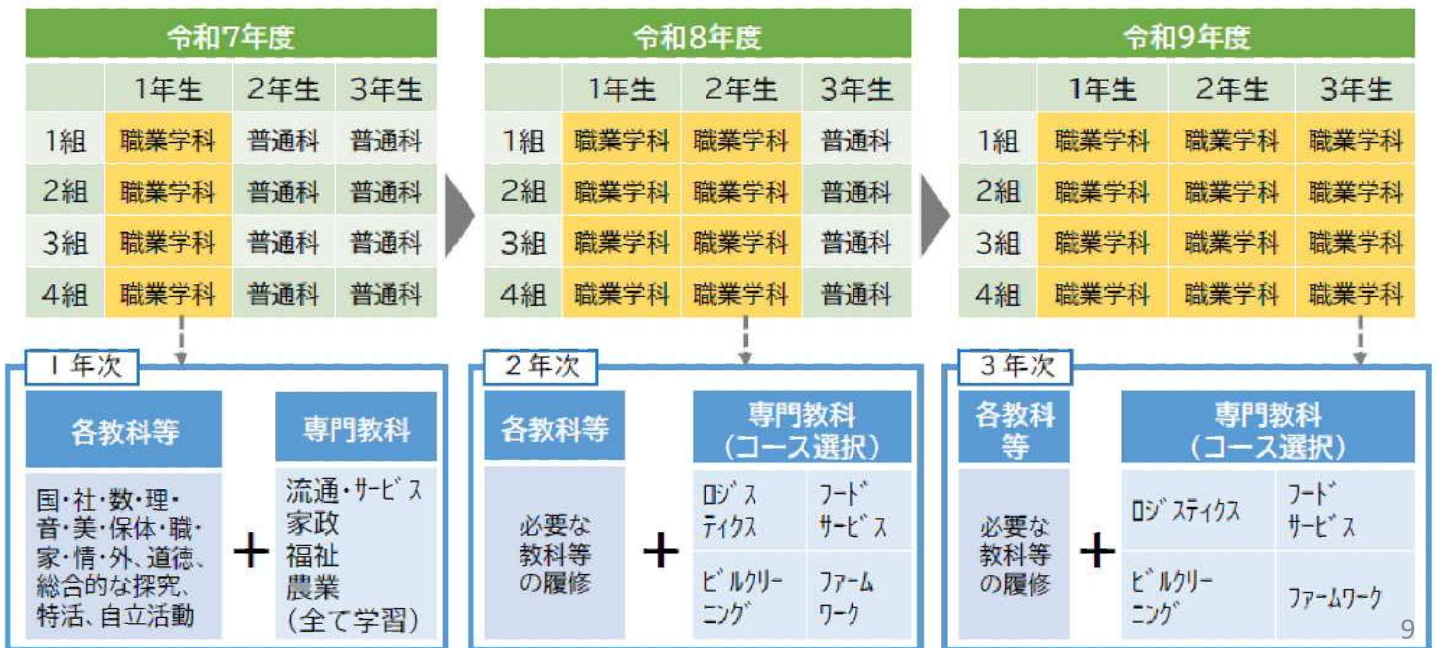 令和7年度
1年生 2年生 3年生
1組 職業学科 普通科 普通科
2組 職業学科 普通科 普通科
3組 職業学科 普通科 普通科
4組 職業学科 普通科 普通科
令和8年度
1年生 2年生 3年生
1組 職業学科 職業学科 普通科
2組 職業学科 職業学科 普通科
3組 職業学科 職業学科 普通科
4組 職業学科 職業学科 普通科
令和9年度
1年生 2年生 3年生
1組 職業学科 職業学科 職業学科
2組 職業学科 職業学科 職業学科
3組 職業学科 職業学科 職業学科
4組 職業学科 職業学科 職業学科
1年次
各教科等
国・社・数・理・
音・美・保体・職・
家・情・外、道徳、
総合的な探究、
特活、自立活動
+
専門教科
流通・ｻｰﾋﾞｽ
家政
福祉
農業
(全て学習)
2年次
各教科等
必要な
教科等
の履修
+
専門教科
(コース選択)
ﾛｼﾞｽ
ﾃｨｸｽ
ﾌｰﾄﾞ
ｻｰﾋﾞｽ
ﾋﾞﾙｸﾘｰ
ﾆﾝｸﾞ
ﾌｧｰﾑ
ﾜｰｸ
3年次
各教科
等
必要な
教科等
の履修
+
専門教科
(コース選択)
ﾛｼﾞｽﾃｨｸｽ
ﾌｰﾄﾞ
ｻｰﾋﾞｽ
ﾋﾞﾙｸﾘｰ
ﾆﾝｸﾞ
ﾌｧｰﾑﾜｰｸ
9